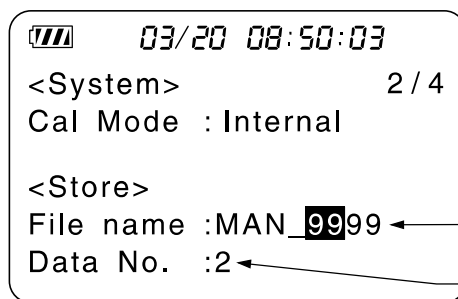 03/20 08:50:03
<System> 2/4
Cal Mode : Internal
<Store>
File name :MAN_9999
Data No. :2